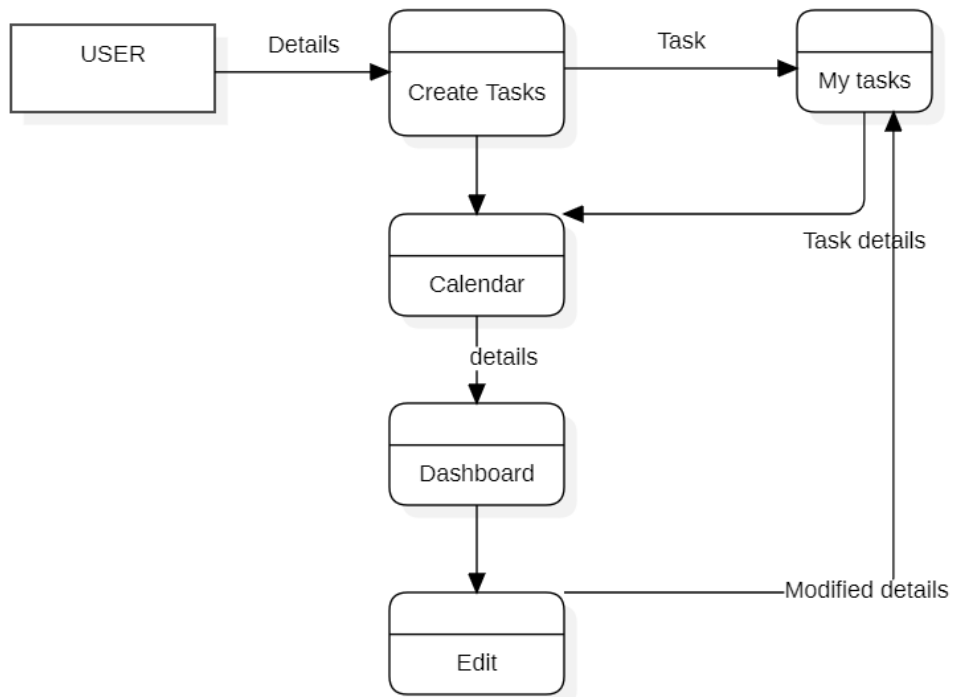 USER
Details
Create Tasks
Task
My tasks
Task details
Calendar
details
Dashboard
Modified details
Edit